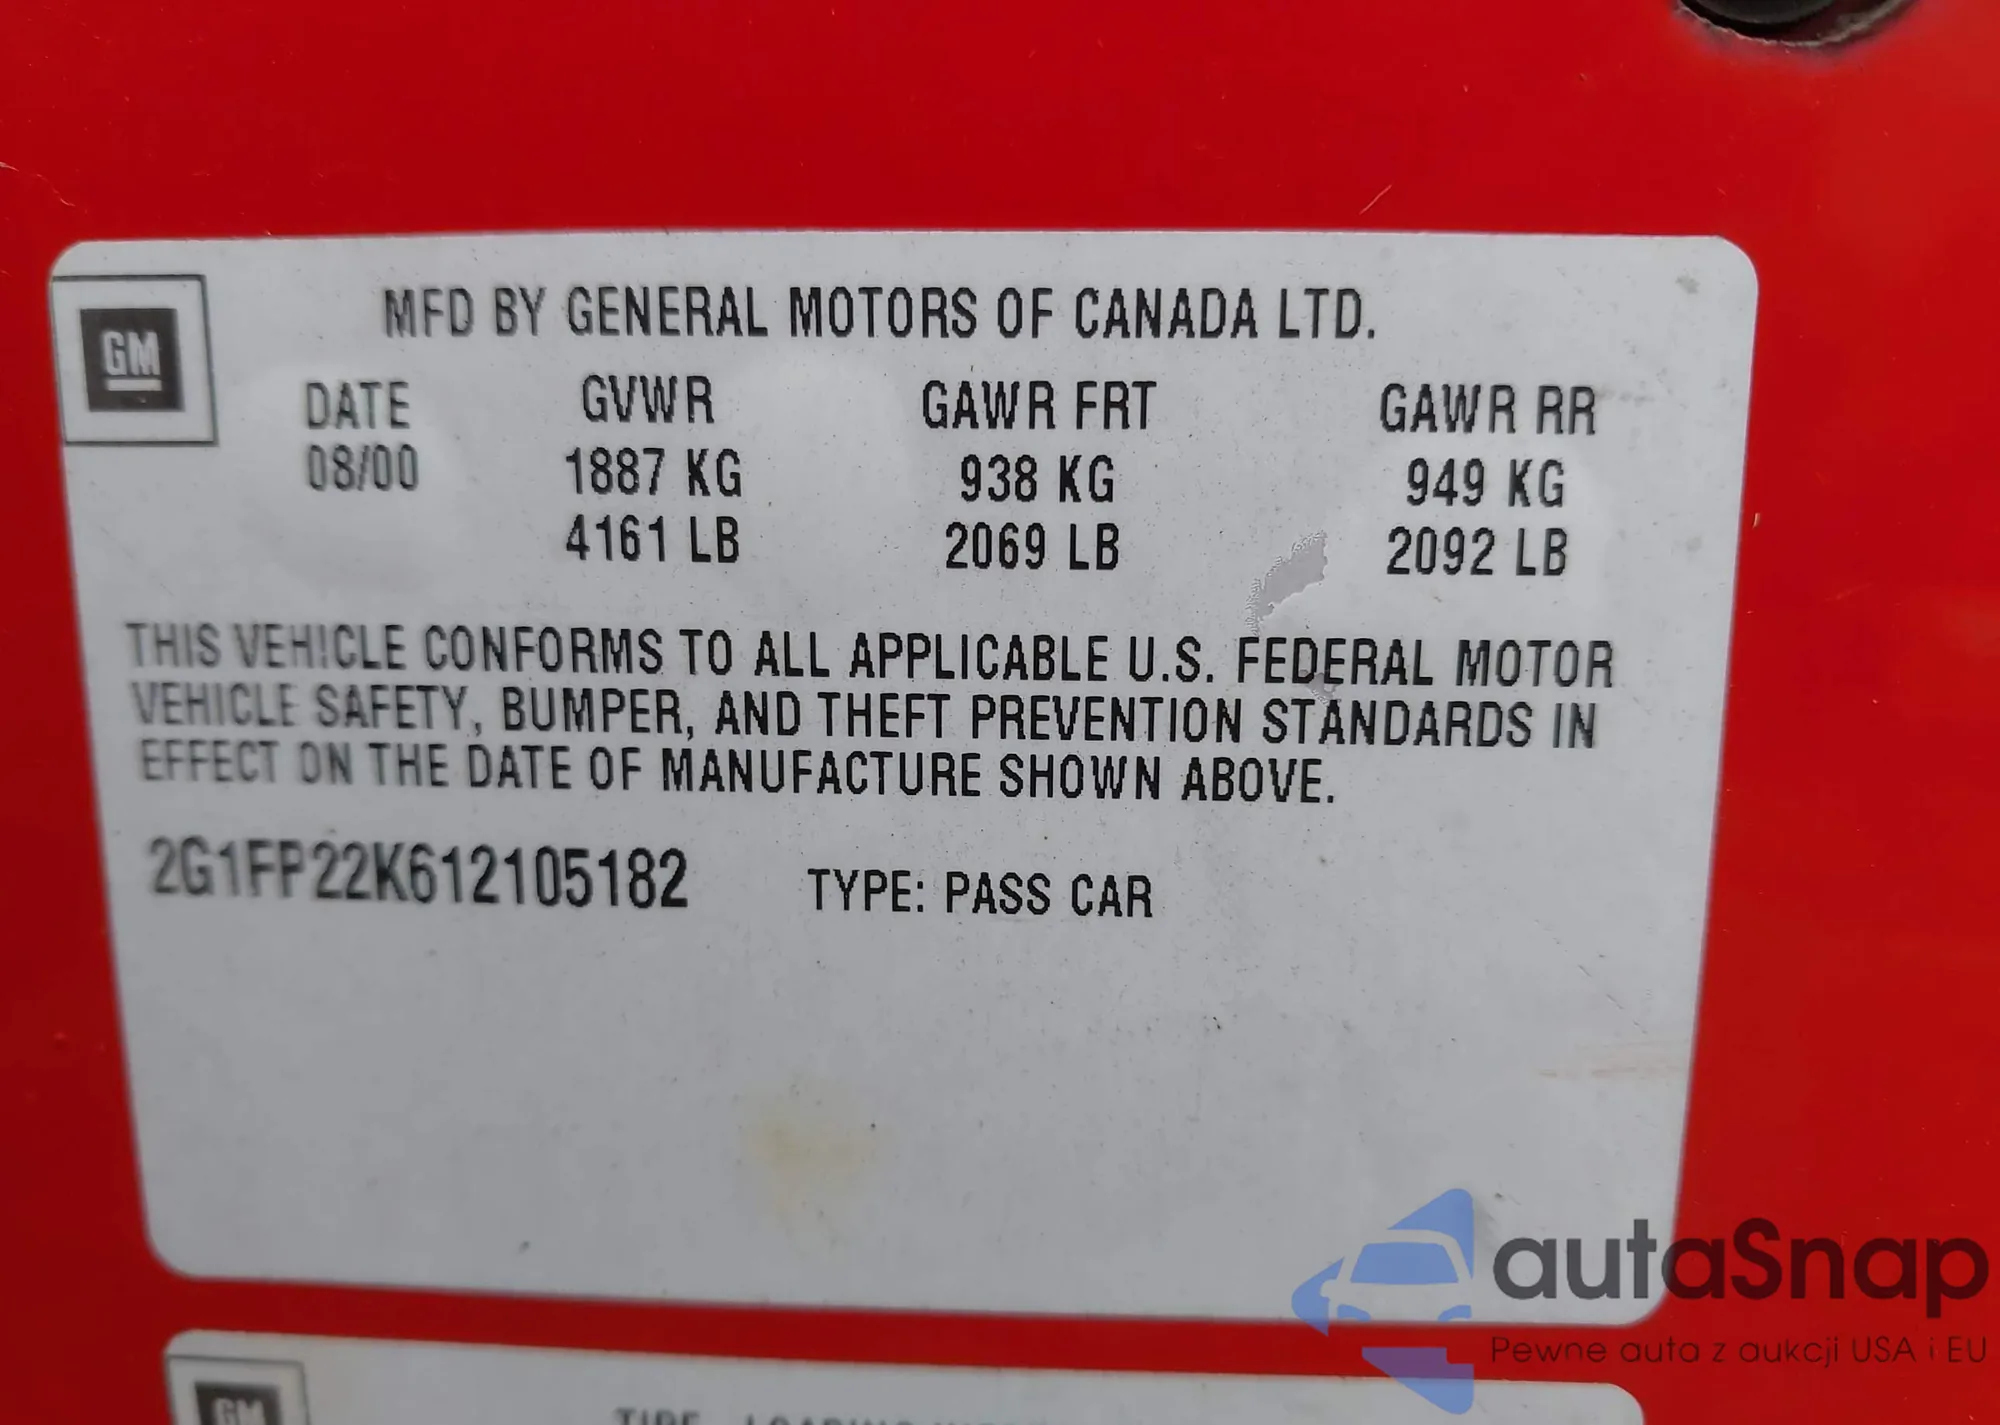 GM
MFD BY GENERAL MOTORS OF CANADA LTD.
DATE GVWR GAWR FRT GAWR RR
08/00 1887 KG 938 KG 949 KG
4161 LB 2069 LB 2092 LB
THIS VEHICLE CONFORMS TO ALL APPLICABLE U.S. FEDERAL MOTOR
VEHICLE SAFETY, BUMPER, AND THEFT PREVENTION STANDARDS IN
EFFECT ON THE DATE OF MANUFACTURE SHOWN ABOVE.
2G1FP22K612105182 TYPE: PASS CAR
autaSnap
Pewne auta z aukcji USA i EU
GM